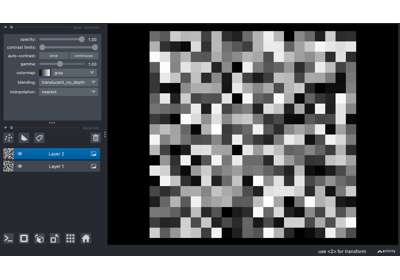 opacity: 1.00
contrast limits:
auto-contrast: once continuous
gamma: 1.00
colormap: gray
blending: translucent_no_depth
interpolation: nearest
Layer 2
Layer 1
use <2> for transform activity